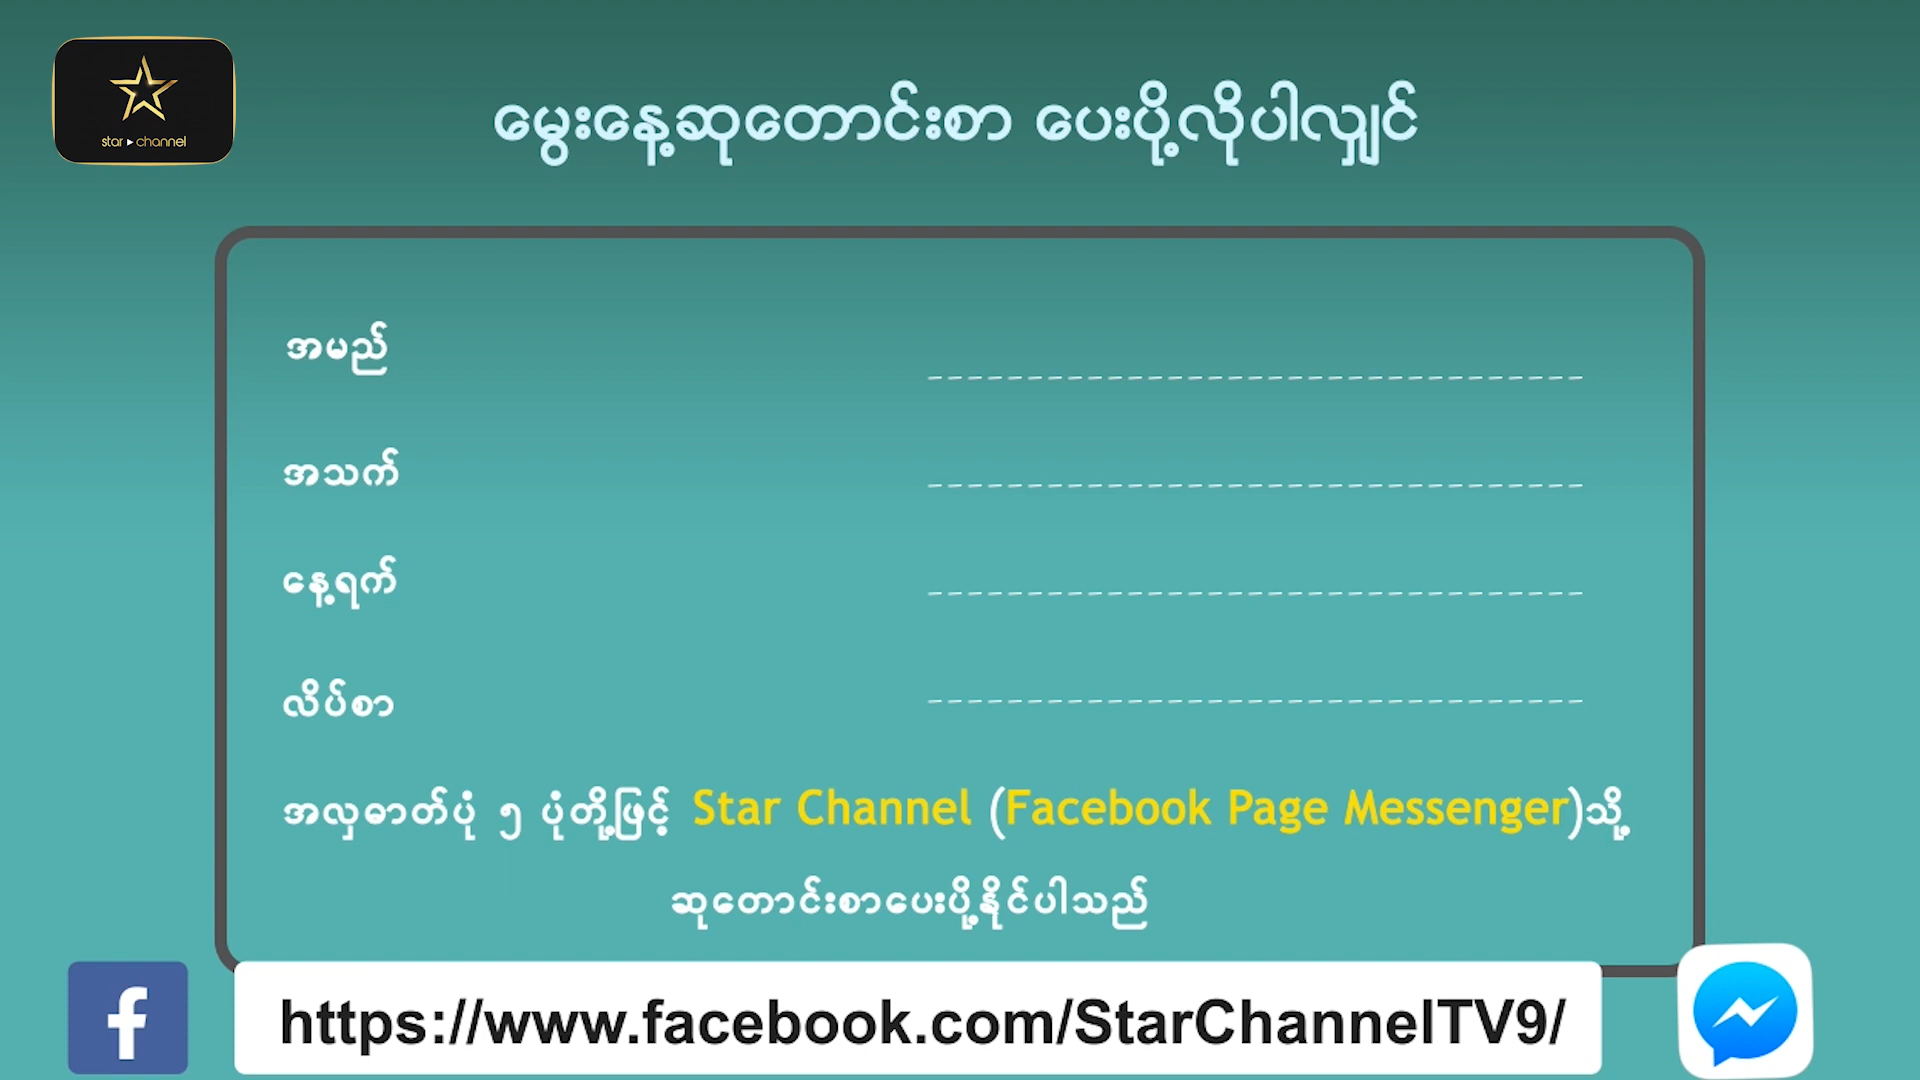 star channel
မွေးနေ့ဆုတောင်းစာ ပေးပို့လိုပါလျှင်
အမည်
အသက်
နေ့ရက်
လိပ်စာ
အလှဓာတ်ပုံ ၅ ပုံတို့ဖြင့် Star Channel (Facebook Page Messenger)သို့
ဆုတောင်းစာပေးပို့နိုင်ပါသည်
https://www.facebook.com/StarChannelTV9/